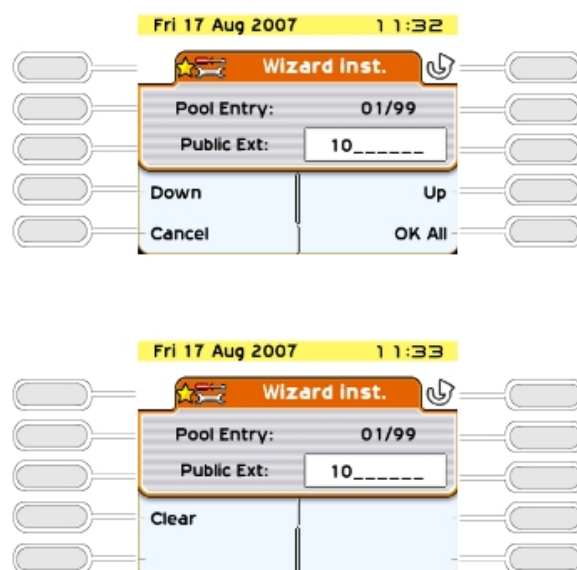 Fri 17 Aug 2007 11:32
Wizard inst.
Pool Entry: 01/99
Public Ext: 10______
Down Up
Cancel OK All
Fri 17 Aug 2007 11:33
Wizard inst.
Pool Entry: 01/99
Public Ext: 10______
Clear